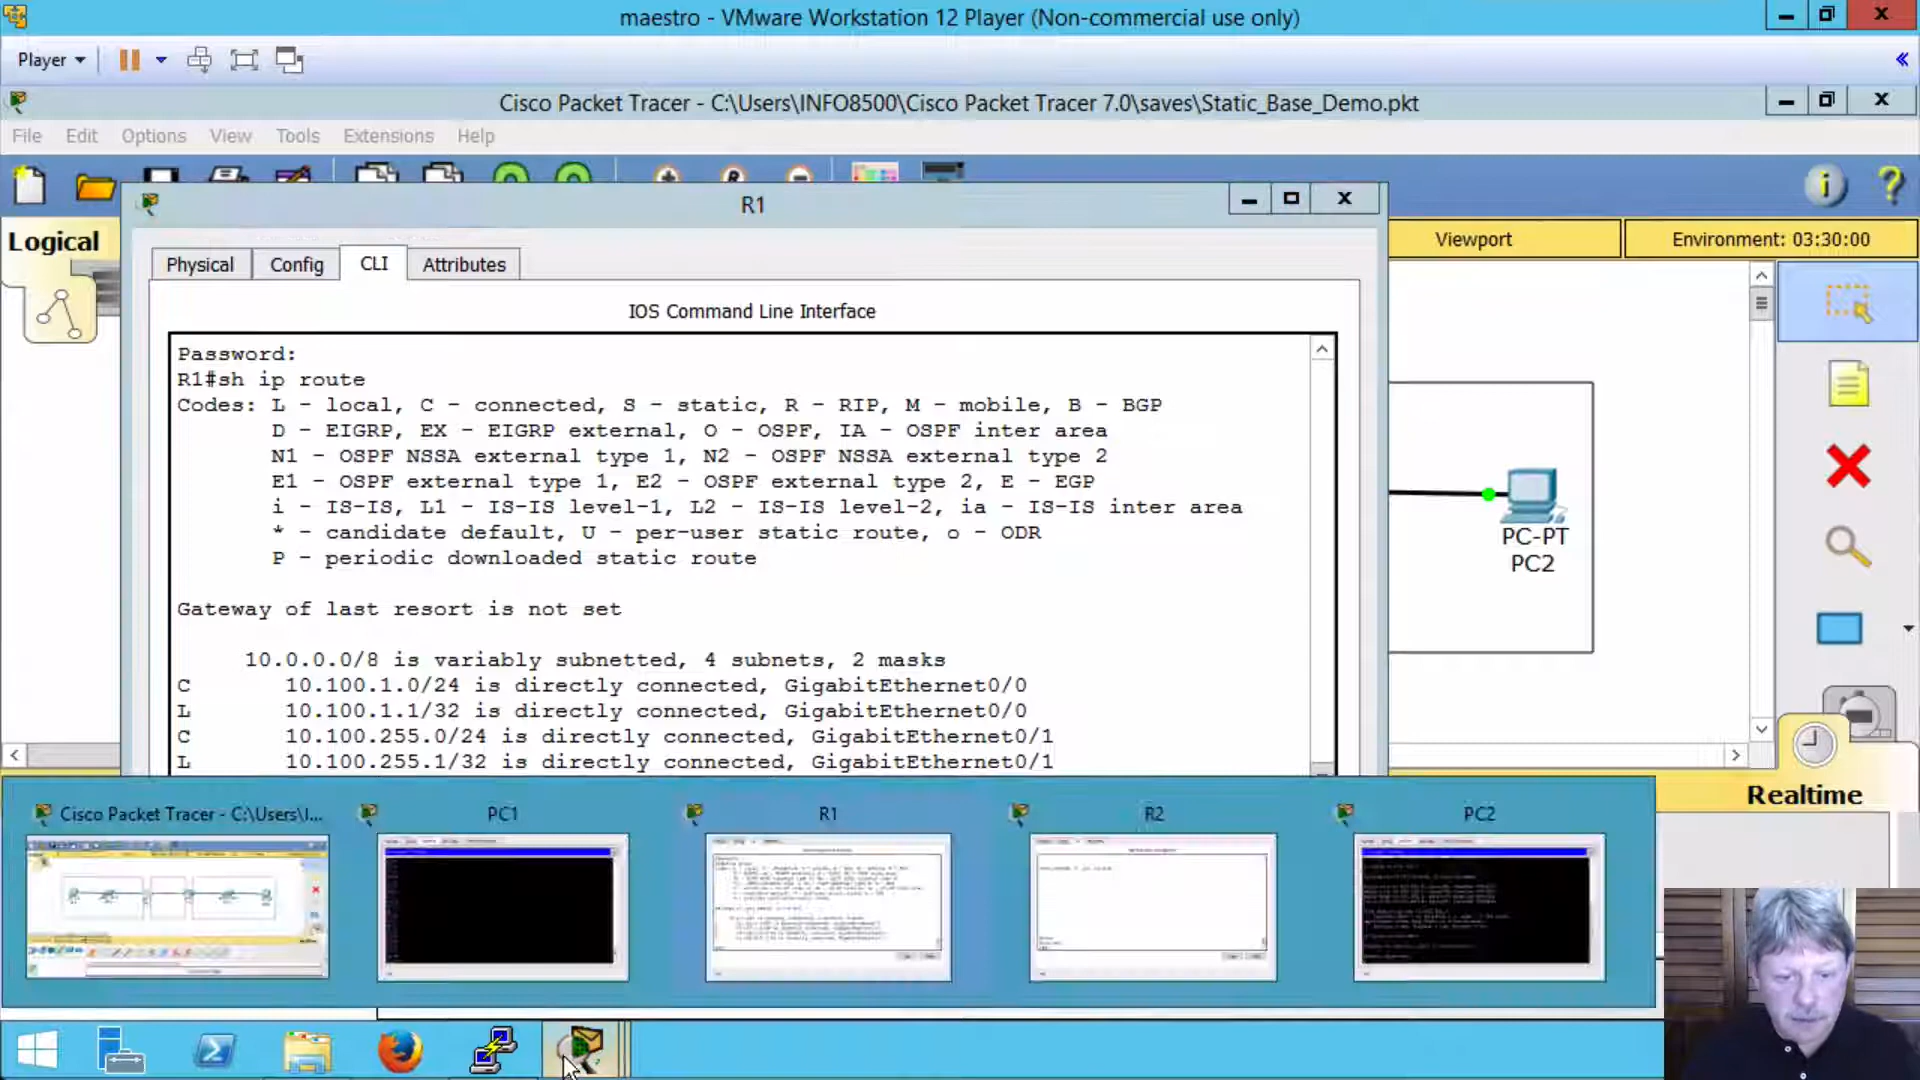 maestro - VMware Workstation 12 Player (Non-commercial use only)
Player
Cisco Packet Tracer - C:\Users\INFO8500\Cisco Packet Tracer 7.0\saves\Static_Base_Demo.pkt
File Edit Options View Tools Extensions Help
R1
Logical
Viewport
Environment: 03:30:00
Physical Config CLI Attributes
IOS Command Line Interface
Password:
R1#sh ip route
Codes: L - local, C - connected, S - static, R - RIP, M - mobile, B - BGP
D - EIGRP, EX - EIGRP external, O - OSPF, IA - OSPF inter area
N1 - OSPF NSSA external type 1, N2 - OSPF NSSA external type 2
E1 - OSPF external type 1, E2 - OSPF external type 2, E - EGP
i - IS-IS, L1 - IS-IS level-1, L2 - IS-IS level-2, ia - IS-IS inter area
* - candidate default, U - per-user static route, o - ODR
P - periodic downloaded static route
Gateway of last resort is not set
10.0.0.0/8 is variably subnetted, 4 subnets, 2 masks
C 10.100.1.0/24 is directly connected, GigabitEthernet0/0
L 10.100.1.1/32 is directly connected, GigabitEthernet0/0
C 10.100.255.0/24 is directly connected, GigabitEthernet0/1
L 10.100.255.1/32 is directly connected, GigabitEthernet0/1
PC-PT
PC2
Realtime
Cisco Packet Tracer - C:\Users\I...
PC1
R1
R2
PC2